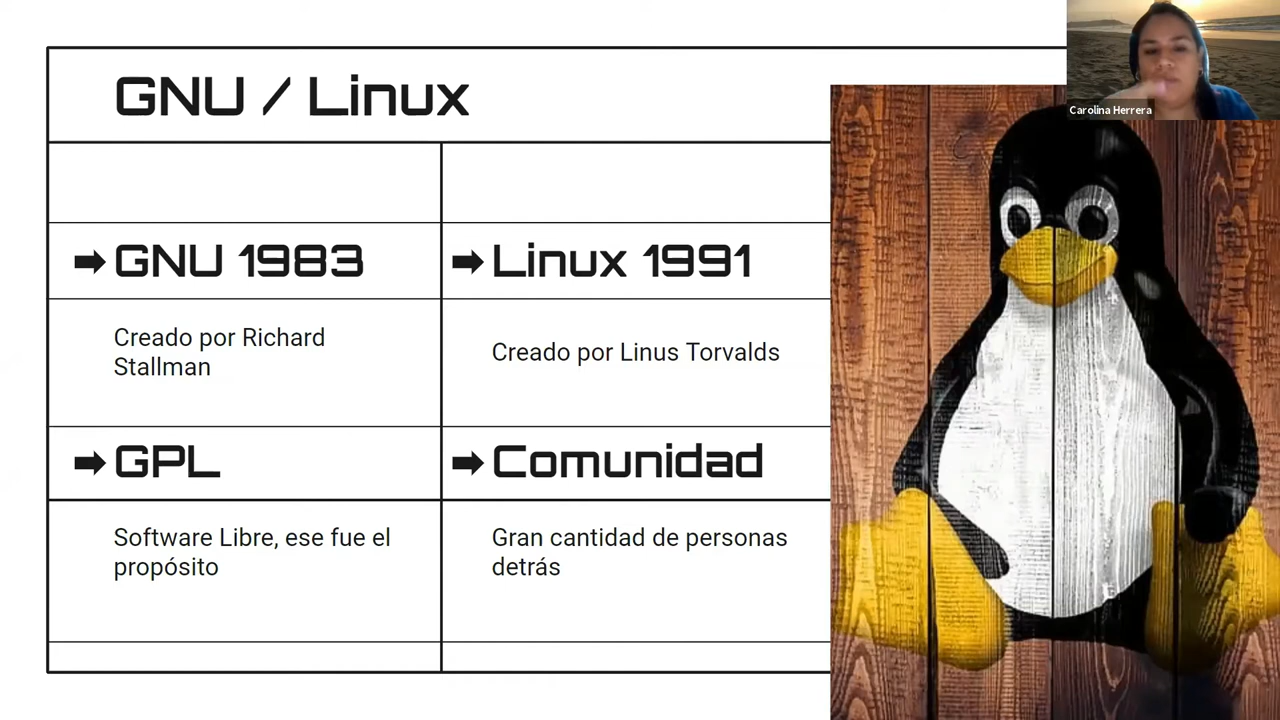 GNU / Linux
Carolina Herrera
GNU 1983
Linux 1991
Creado por Richard
Stallman
Creado por Linus Torvalds
GPL
Comunidad
Software Libre, ese fue el
propósito
Gran cantidad de personas
detrás